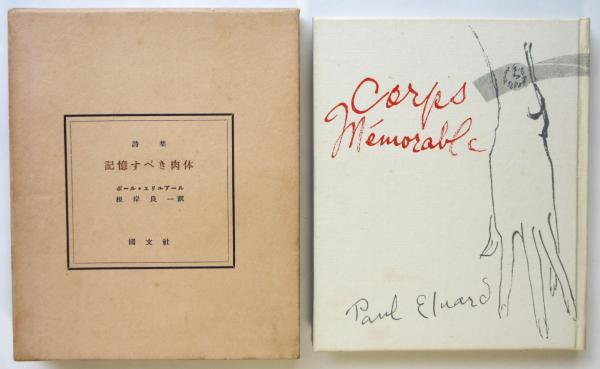 詩集
記憶すべき肉体
ポール・エリュアール
根岸良一訳
國文社
Corps
Mémorable
Paul Eluard